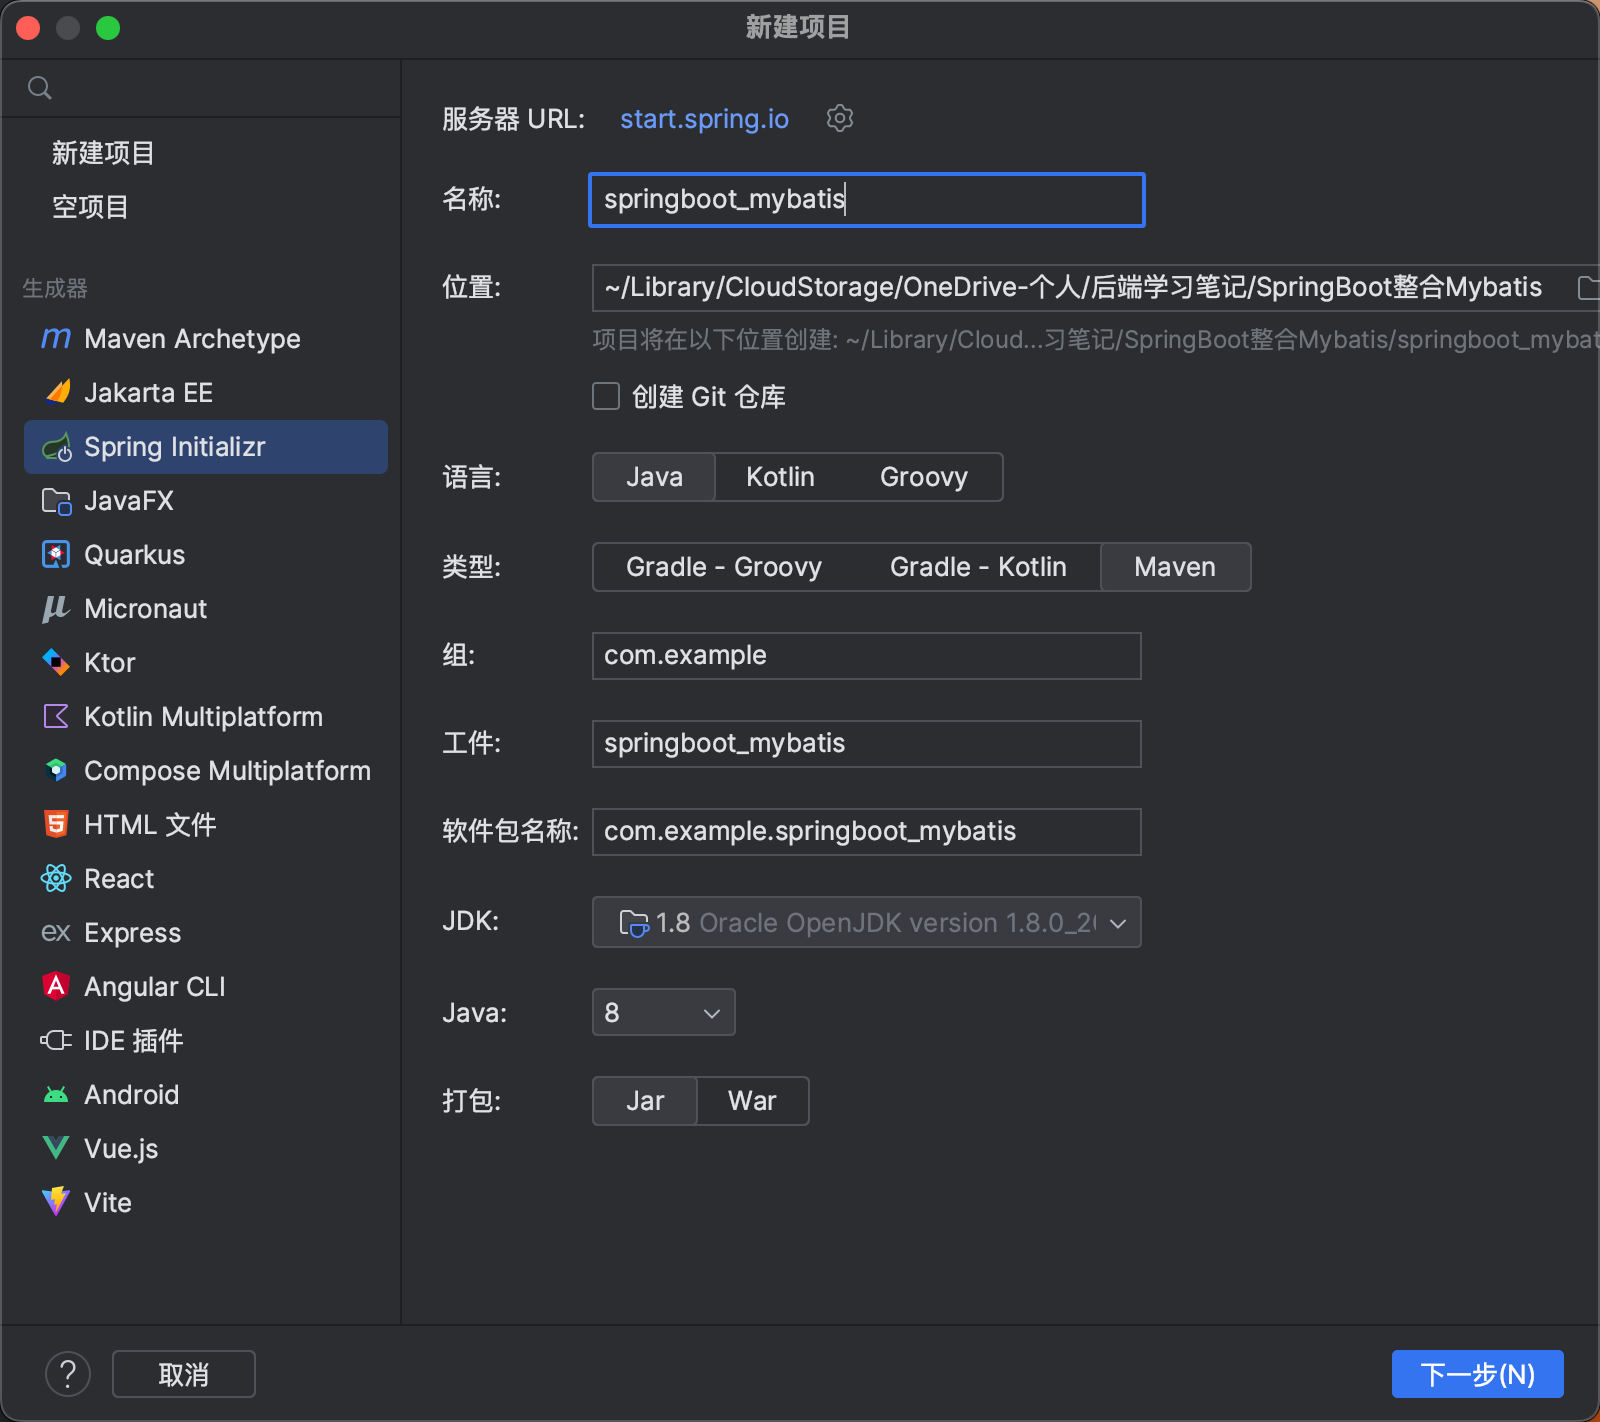 新建项目
新建项目
空项目
生成器
Maven Archetype
Jakarta EE
Spring Initializr
JavaFX
Quarkus
Micronaut
Ktor
Kotlin Multiplatform
Compose Multiplatform
HTML 文件
React
Express
Angular CLI
IDE 插件
Android
Vue.js
Vite
服务器 URL: start.spring.io
名称: springboot_mybatis
位置: ~/Library/CloudStorage/OneDrive-个人/后端学习笔记/SpringBoot整合Mybatis
项目将在以下位置创建: ~/Library/Cloud...习笔记/SpringBoot整合Mybatis/springboot_mybat
创建 Git 仓库
语言: Java Kotlin Groovy
类型: Gradle - Groovy Gradle - Kotlin Maven
组: com.example
工件: springboot_mybatis
软件包名称: com.example.springboot_mybatis
JDK: 1.8 Oracle OpenJDK version 1.8.0_20
Java: 8
打包: Jar War
? 取消 下一步(N)